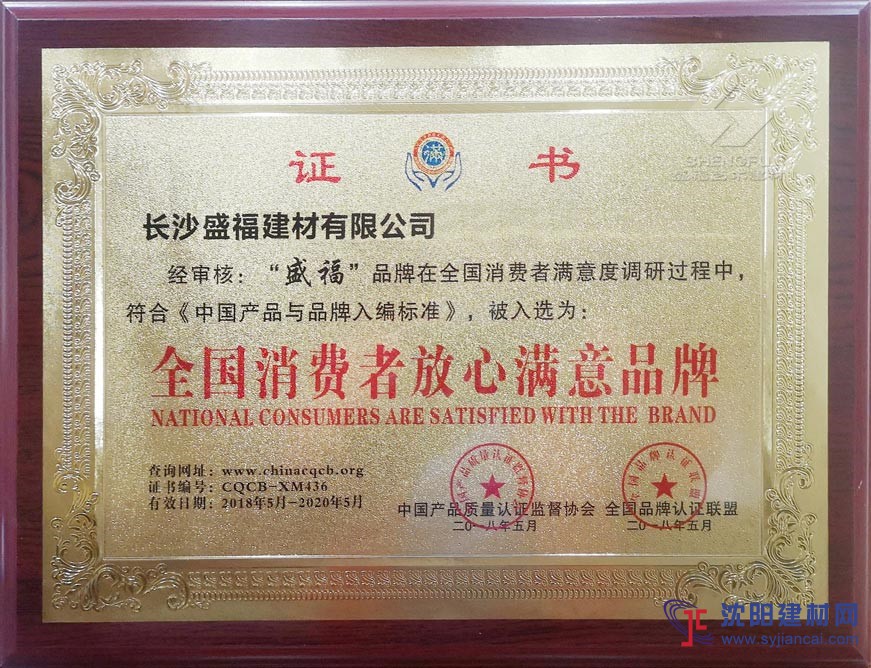 证 书
长沙盛福建材有限公司
经审核：“盛福”品牌在全国消费者满意度调研过程中，
符合《中国产品与品牌入编标准》，被入选为：
全国消费者放心满意品牌
NATIONAL CONSUMERS ARE SATISFIED WITH THE BRAND
查询网址：www.chinacqcb.org
证书编号：CQCB-XM436
有效日期：2018年5月-2020年5月
中国产品质量认证监督协会 全国品牌认证联盟
二〇一八年五月 二〇一八年五月
沈阳建材网
www.syjiancai.com